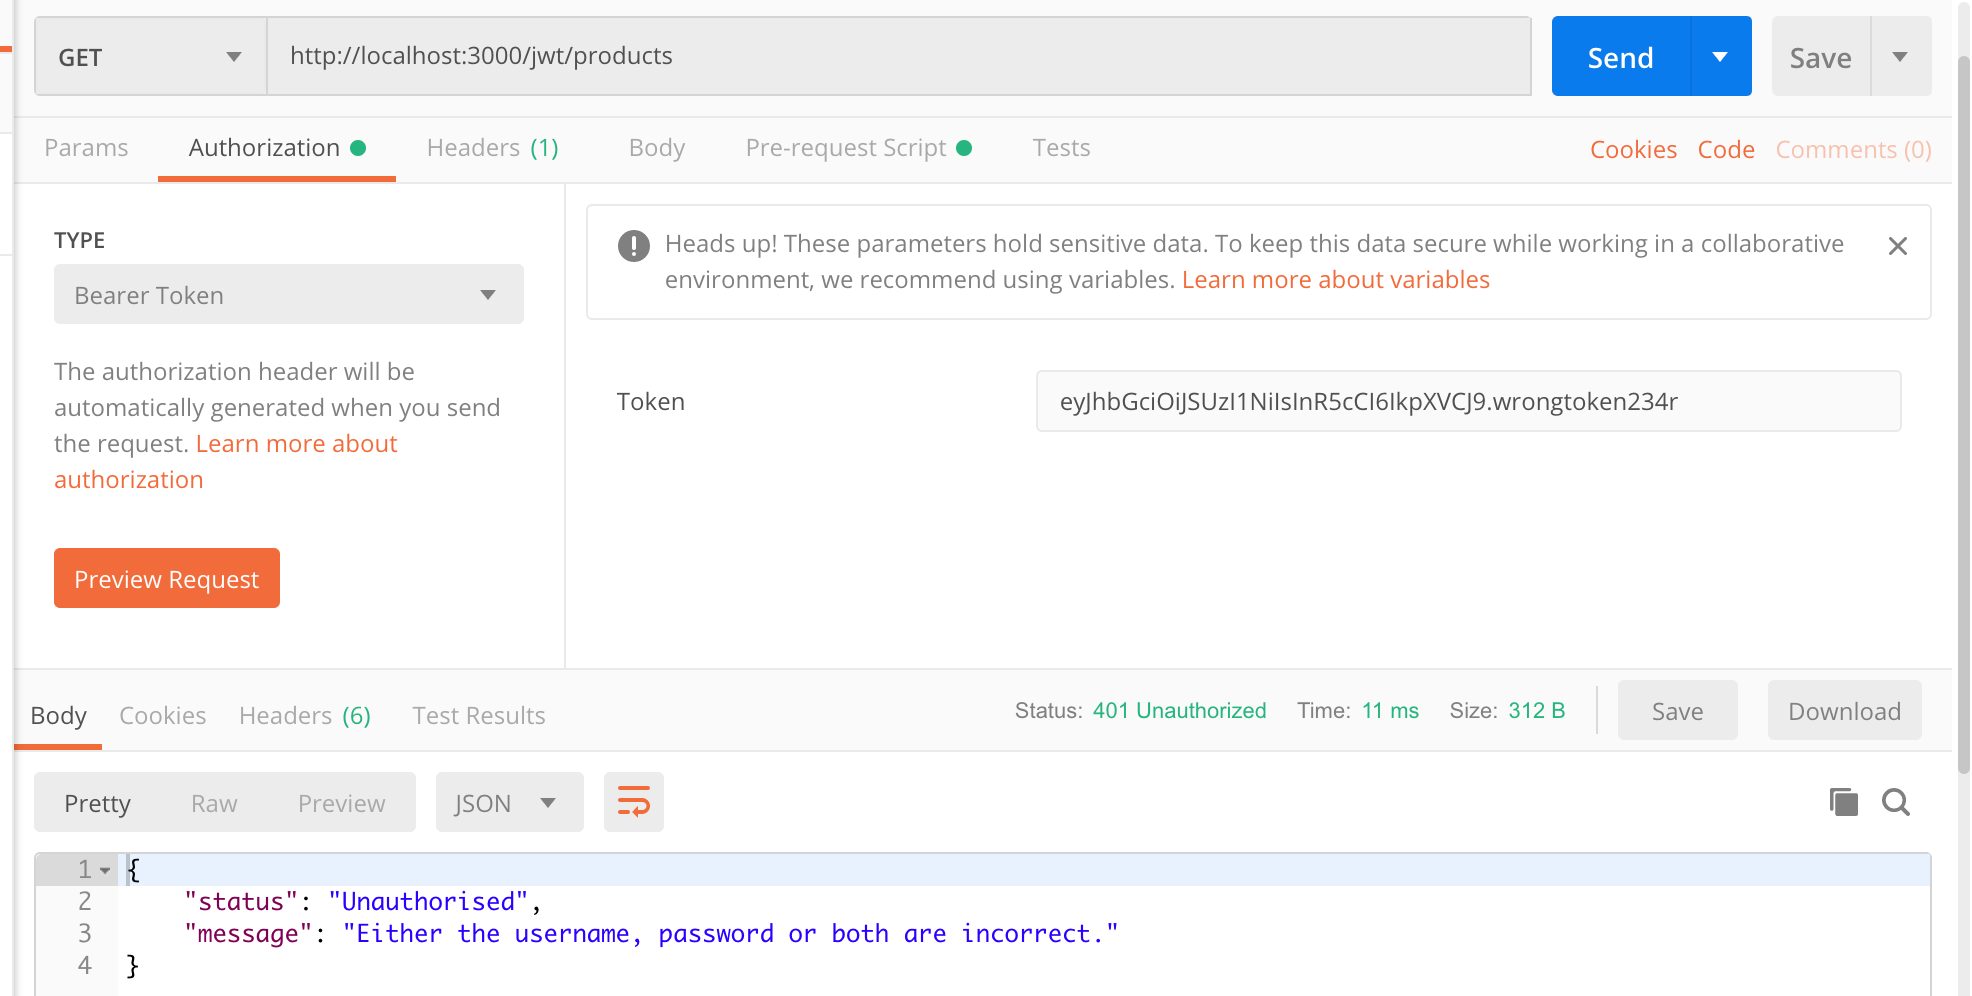 GET http://localhost:3000/jwt/products Send Save
Params Authorization Headers (1) Body Pre-request Script Tests Cookies Code Comments (0)
TYPE
Bearer Token
The authorization header will be
automatically generated when you send
the request. Learn more about
authorization
Preview Request
Heads up! These parameters hold sensitive data. To keep this data secure while working in a collaborative
environment, we recommend using variables. Learn more about variables
Token eyJhbGciOiJSUzI1NiIsInR5cCI6IkpXVCJ9.wrongtoken234r
Body Cookies Headers (6) Test Results Status: 401 Unauthorized Time: 11 ms Size: 312 B Save Download
Pretty Raw Preview JSON
1 {
2 "status": "Unauthorised",
3 "message": "Either the username, password or both are incorrect."
4 }